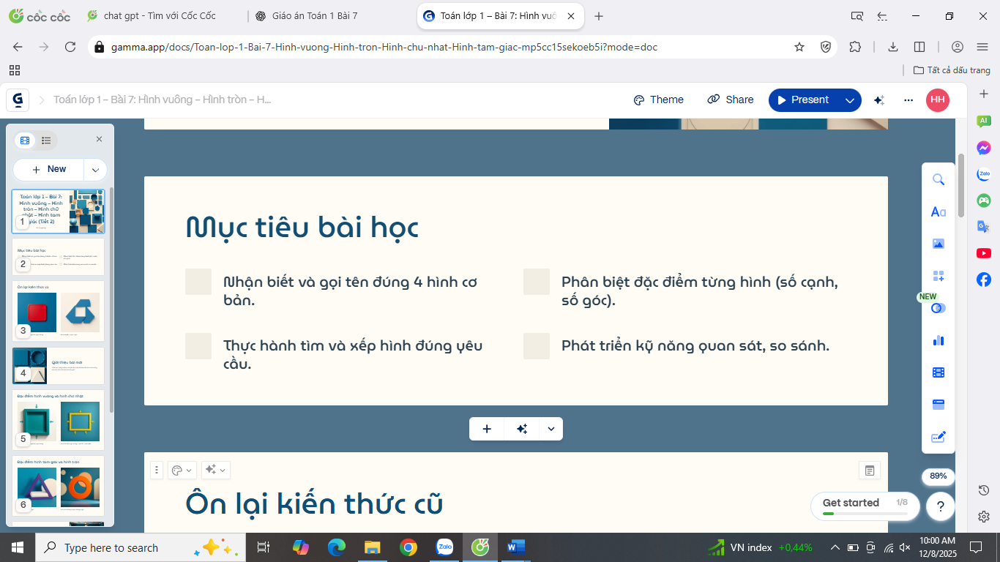 cốc cốc
chat gpt - Tìm với Cốc Cốc
Giáo án Toán 1 Bài 7
Toán lớp 1 – Bài 7: Hình vuô
gamma.app/docs/Toan-lop-1-Bai-7-Hinh-vuong-Hinh-tron-Hinh-chu-nhat-Hinh-tam-giac-mp5cc15sekoeb5i?mode=doc
Tất cả dấu trang
Toán lớp 1 – Bài 7: Hình vuông – Hình tròn – H...
Theme
Share
Present
HH
New
Toán lớp 1 – Bài 7:
Hình vuông – Hình
tròn – Hình chữ
nhật – Hình tam
giác (Tiết 2)
1
Mục tiêu bài học
2
Ôn lại kiến thức cũ
3
Giới thiệu bài mới
4
Đặc điểm hình vuông và hình chữ nhật
5
Đặc điểm hình tam giác và hình tròn
6
Mục tiêu bài học
Nhận biết và gọi tên đúng 4 hình cơ
bản.
Phân biệt đặc điểm từng hình (số cạnh,
số góc).
Thực hành tìm và xếp hình đúng yêu
cầu.
Phát triển kỹ năng quan sát, so sánh.
Ôn lại kiến thức cũ
Aa
NEW
89%
Get started
1/8
?
AI
Zalo
Type here to search
Zalo
VN index
+0,44%
10:00 AM
12/8/2025